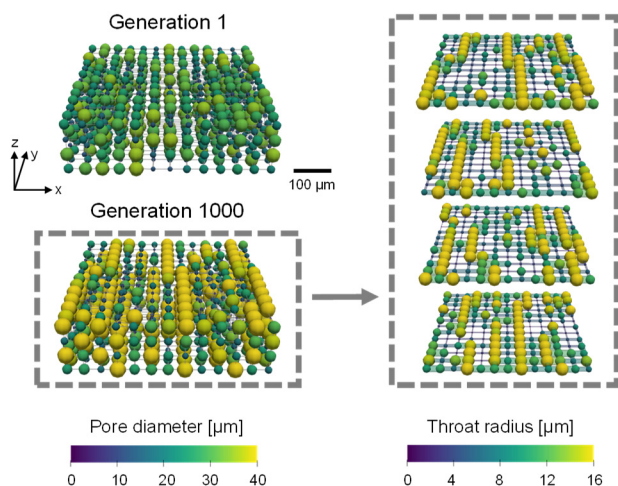 Generation 1
z
y
x
100 µm
Generation 1000
Pore diameter [µm]
0 10 20 30 40
Throat radius [µm]
0 4 8 12 16